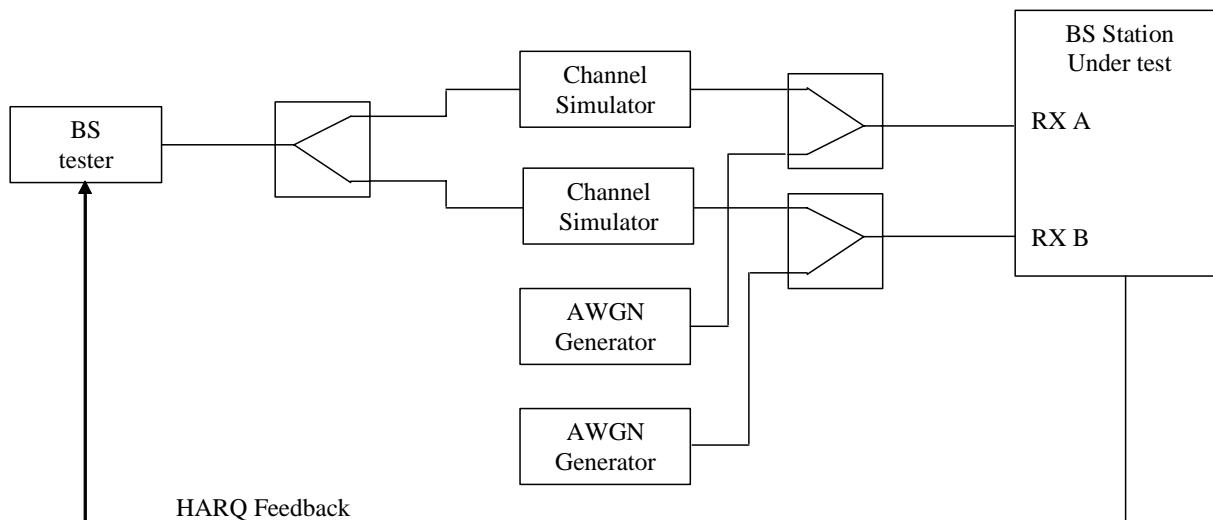 BS Station
Under test
Channel
Simulator
BS
tester
RX A
Channel
Simulator
RX B
AWGN
Generator
AWGN
Generator
HARQ Feedback